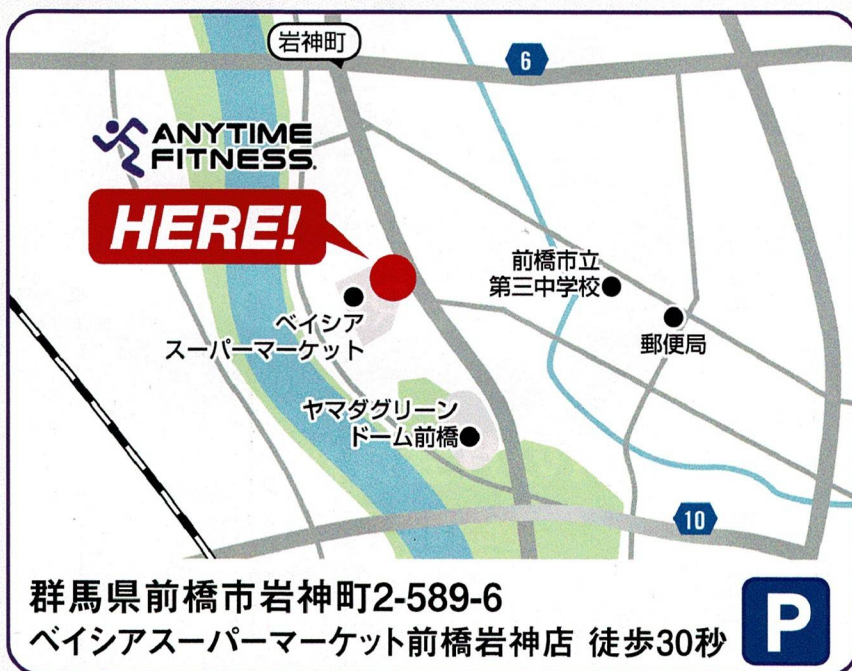 岩神町
6
ANYTIME
FITNESS.
HERE!
前橋市立
第三中学校
ベイシア
スーパーマーケット
郵便局
ヤマダグリーン
ドーム前橋
10
群馬県前橋市岩神町2-589-6
ベイシアスーパーマーケット前橋岩神店 徒歩30秒
P